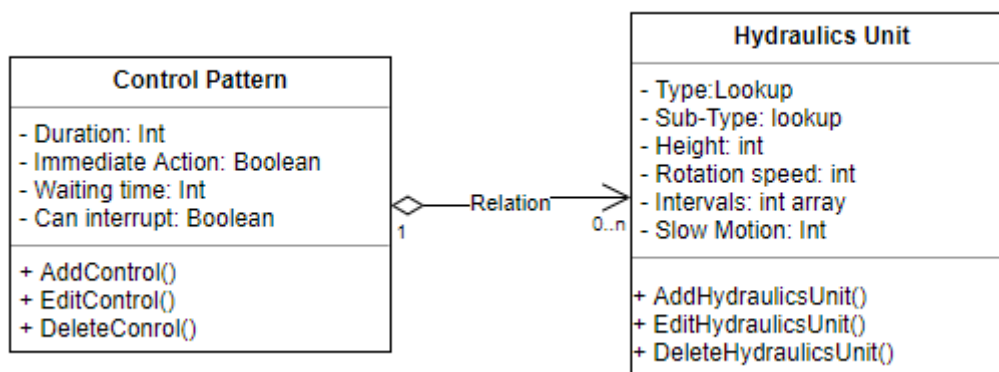 Control Pattern
- Duration: Int
- Immediate Action: Boolean
- Waiting time: Int
- Can interrupt: Boolean
+ AddControl()
+ EditControl()
+ DeleteConrol()
Relation
1
0..n
Hydraulics Unit
- Type:Lookup
- Sub-Type: lookup
- Height: int
- Rotation speed: int
- Intervals: int array
- Slow Motion: Int
+ AddHydraulicsUnit()
+ EditHydraulicsUnit()
+ DeleteHydraulicsUnit()